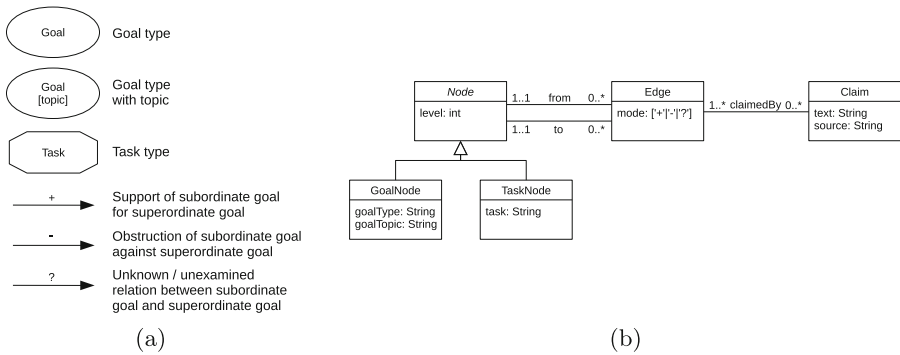 Goal
Goal type
Goal
[topic]
Goal type
with topic
Task
Task type
+
Support of subordinate goal
for superordinate goal
-
Obstruction of subordinate goal
against superordinate goal
?
Unknown / unexamined
relation between subordinate
goal and superordinate goal
(a)
Node
level: int
1..1 from 0..*
1..1 to 0..*
Edge
mode: ['+'|'-'|'?']
1..* claimedBy 0..*
Claim
text: String
source: String
GoalNode
goalType: String
goalTopic: String
TaskNode
task: String
(b)